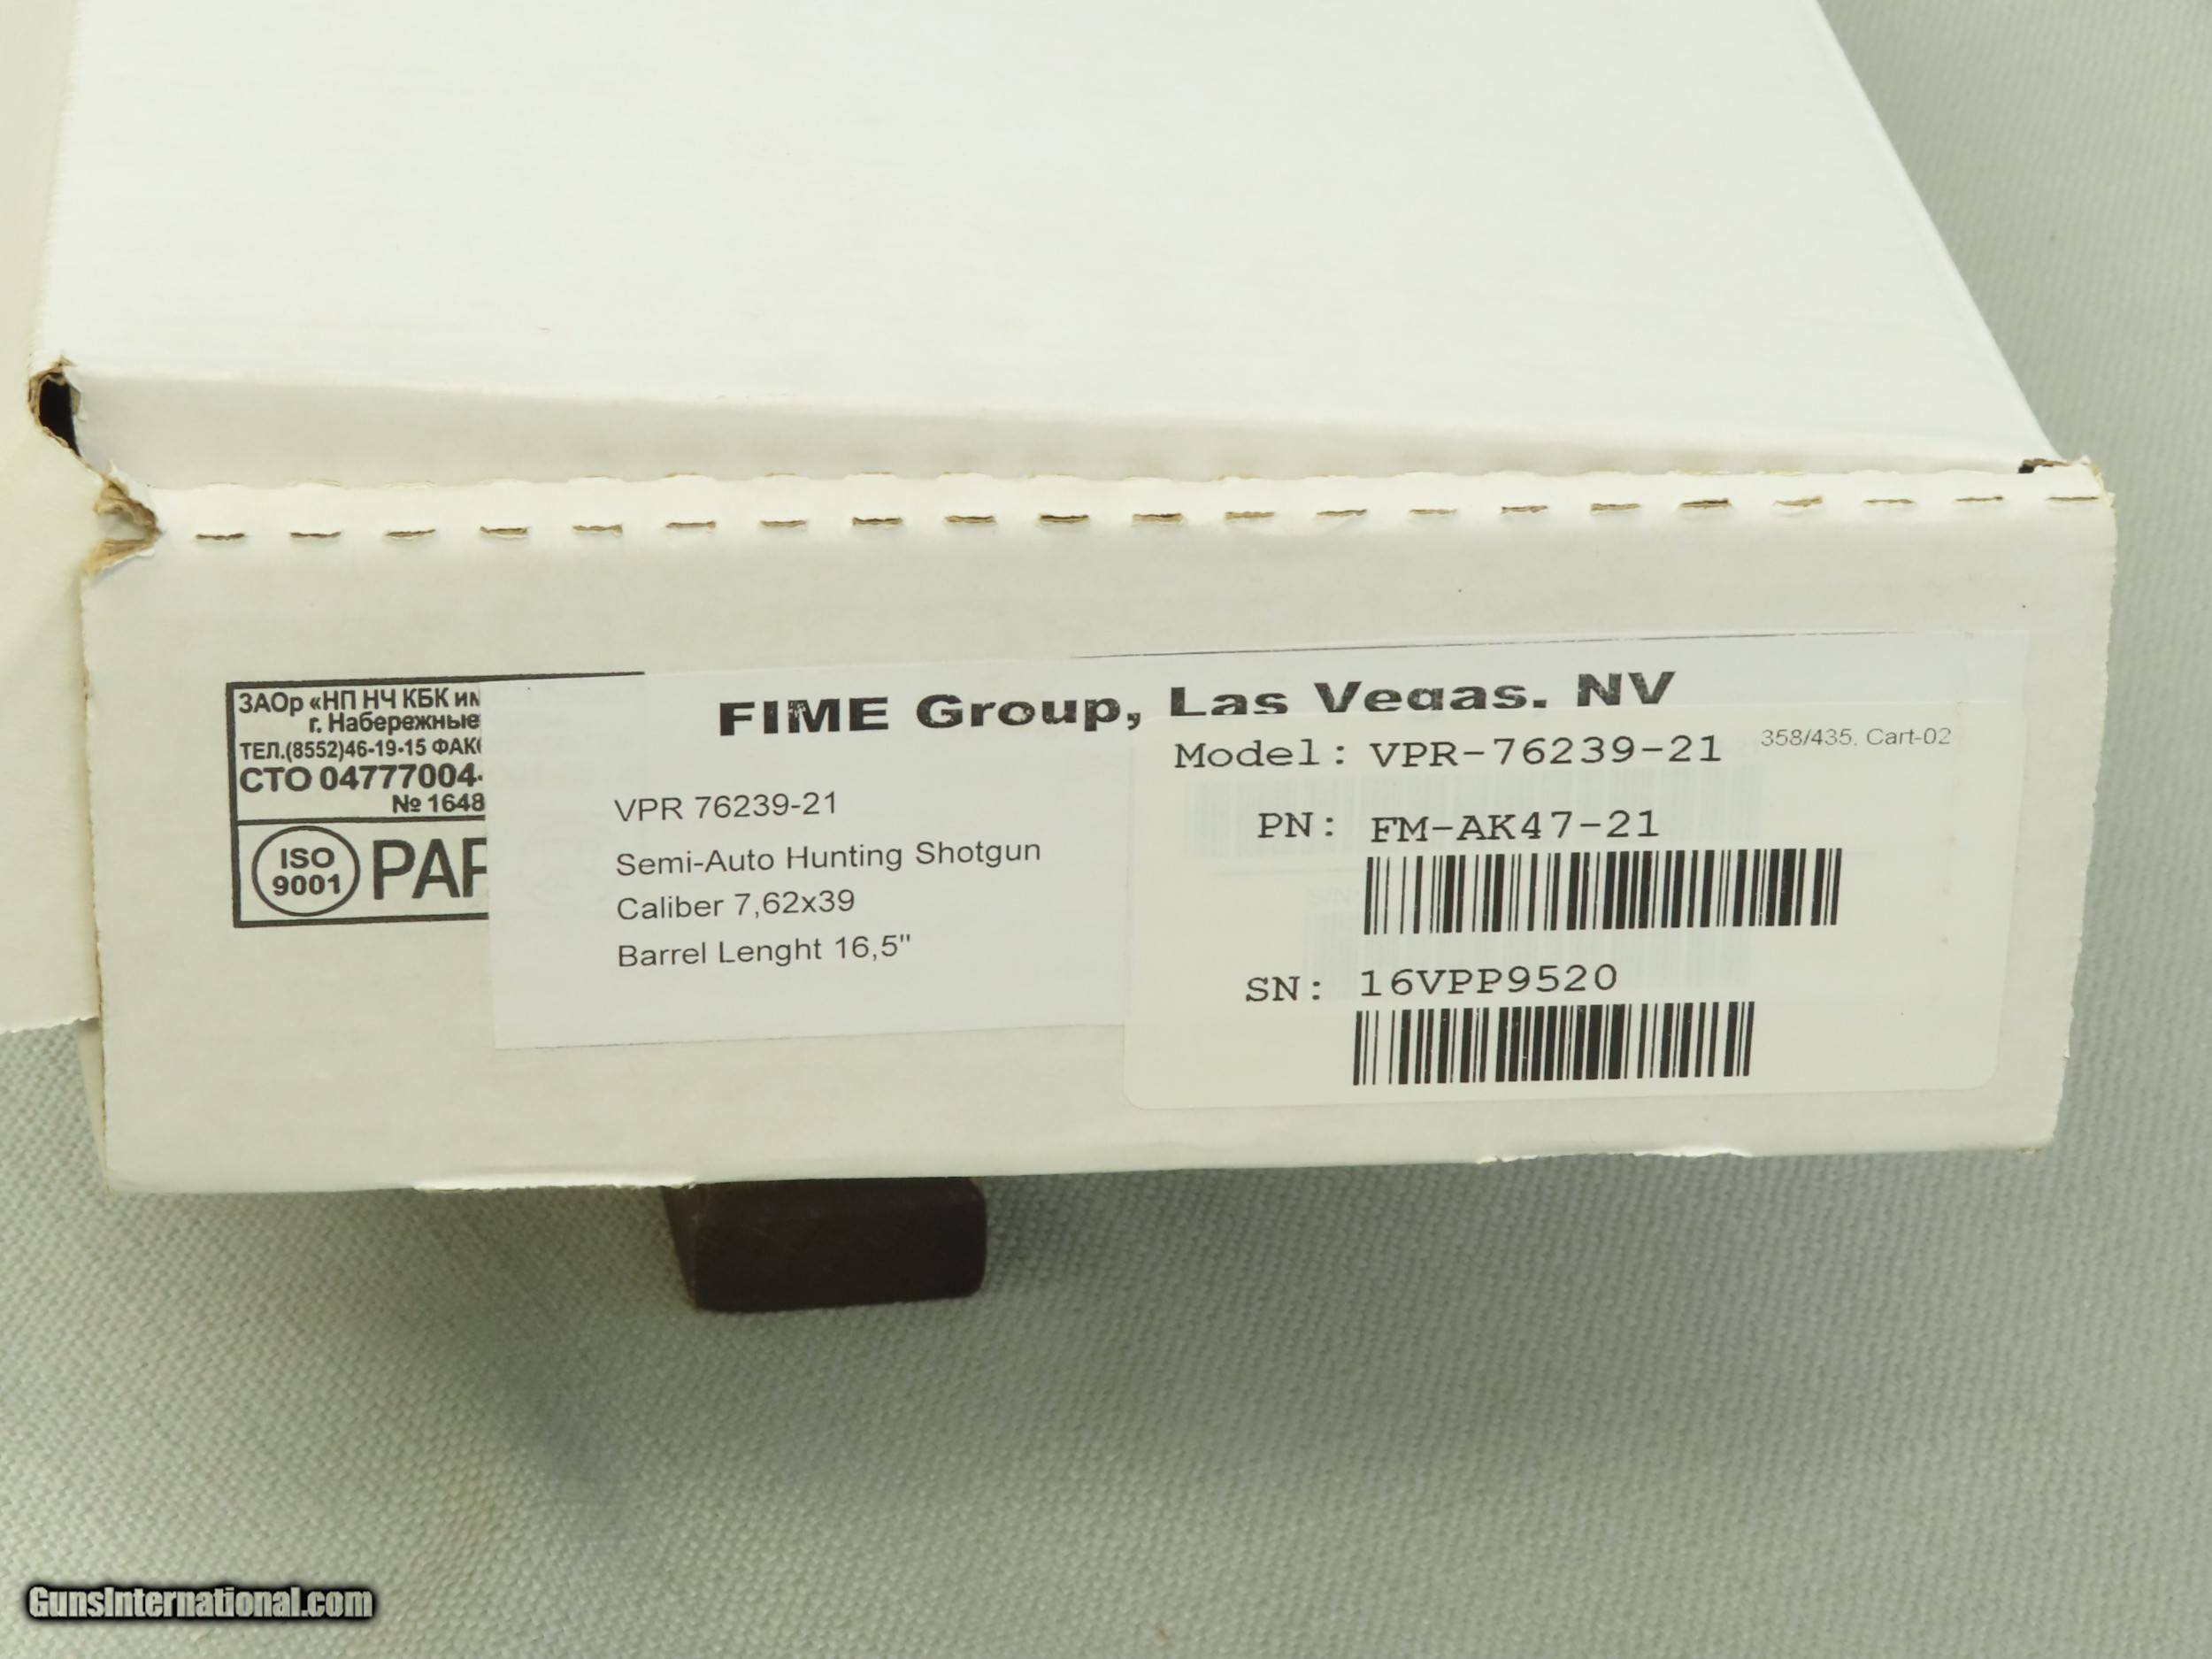 ЗАОр «НП НЧ КБК им
г. Набережные
ТЕЛ.(8552)46-19-15 ФАК
СТО 04777004-
№ 1648
ISO
9001
РАР
FIME Group, Las Vegas, NV
VPR 76239-21
Semi-Auto Hunting Shotgun
Caliber 7,62x39
Barrel Lenght 16,5"
358/435, Cart-02
Model: VPR-76239-21
PN: FM-AK47-21
SN: 16VPP9520
GunsInternational.com